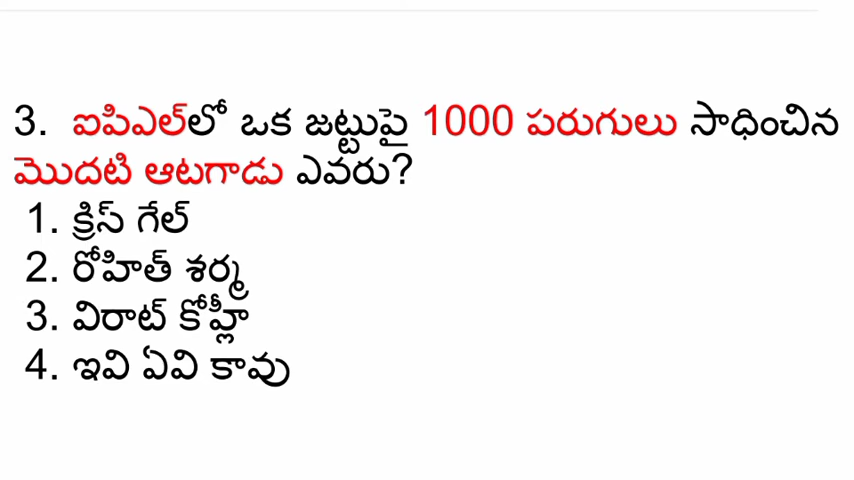 3. ఐపిఎల్‌లో ఒక జట్టుపై 1000 పరుగులు సాధించిన
మొదటి ఆటగాడు ఎవరు?
1. క్రిస్ గేల్
2. రోహిత్ శర్మ
3. విరాట్ కోహ్లీ
4. ఇవి ఏవి కావు